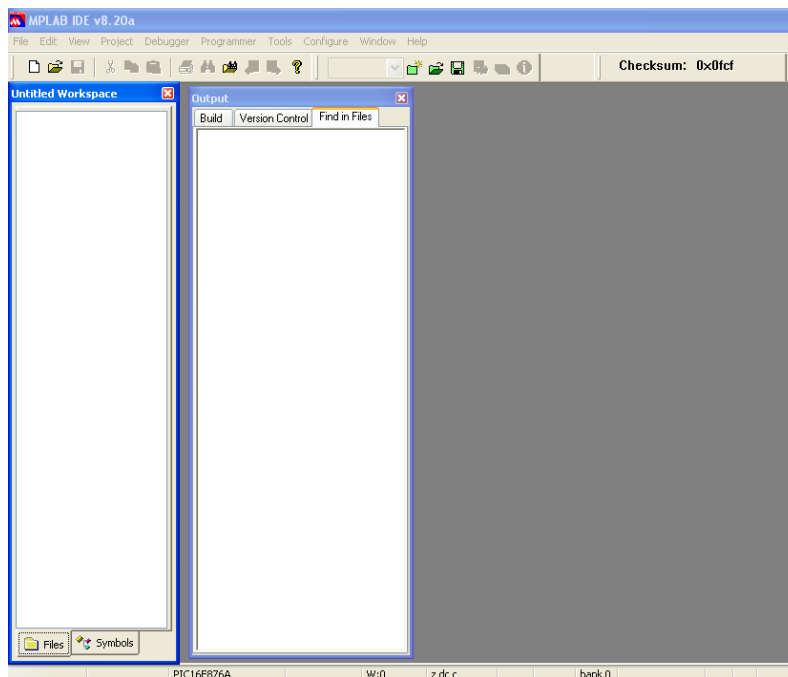 MPLAB IDE v8.20a
File Edit View Project Debugger Programmer Tools Configure Window Help
Checksum: 0x0fcf
Untitled Workspace
Output
Build Version Control Find in Files
Files Symbols
PIC16F876A W:0 z dc c bank 0